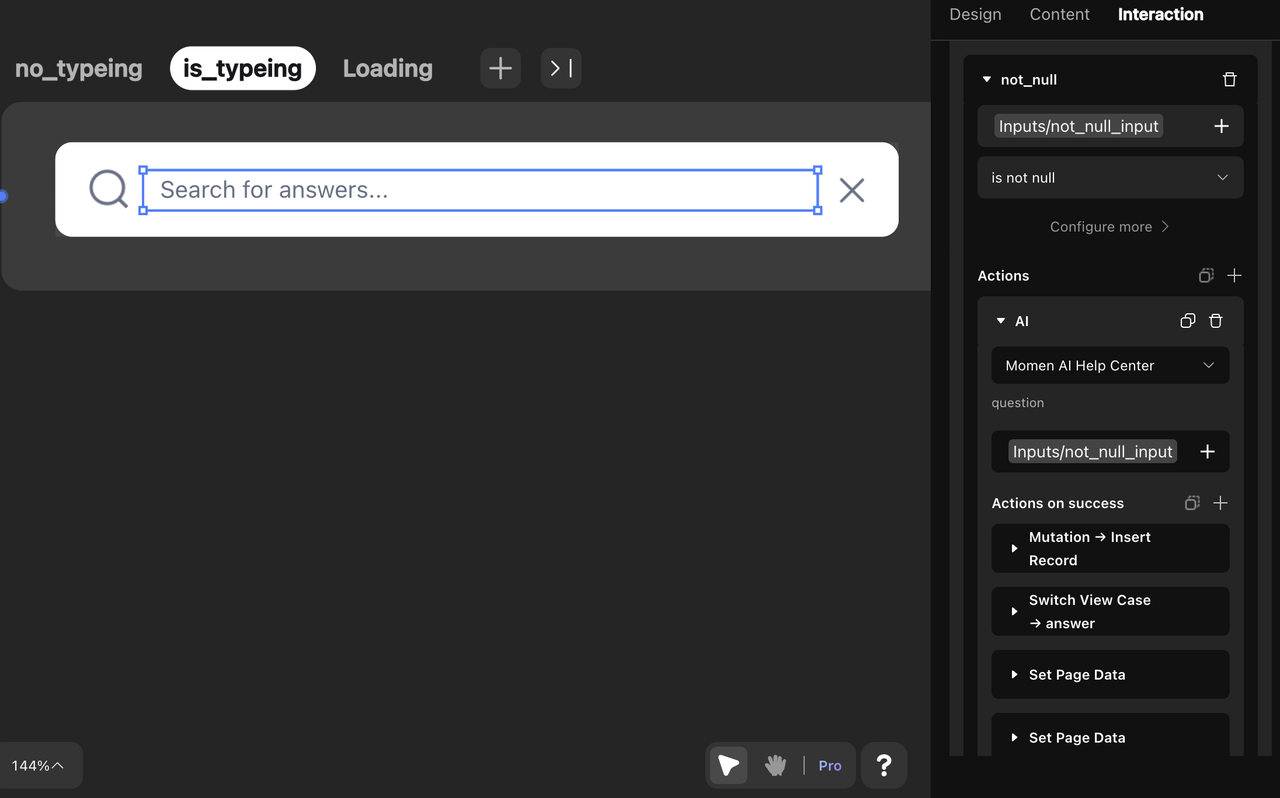 Design Content Interaction
no_typeing is_typeing Loading
Search for answers...
not_null
Inputs/not_null_input
is not null
Configure more
Actions
AI
Momen AI Help Center
question
Inputs/not_null_input
Actions on success
Mutation → Insert
Record
Switch View Case
→ answer
Set Page Data
Set Page Data
144%
Pro
?